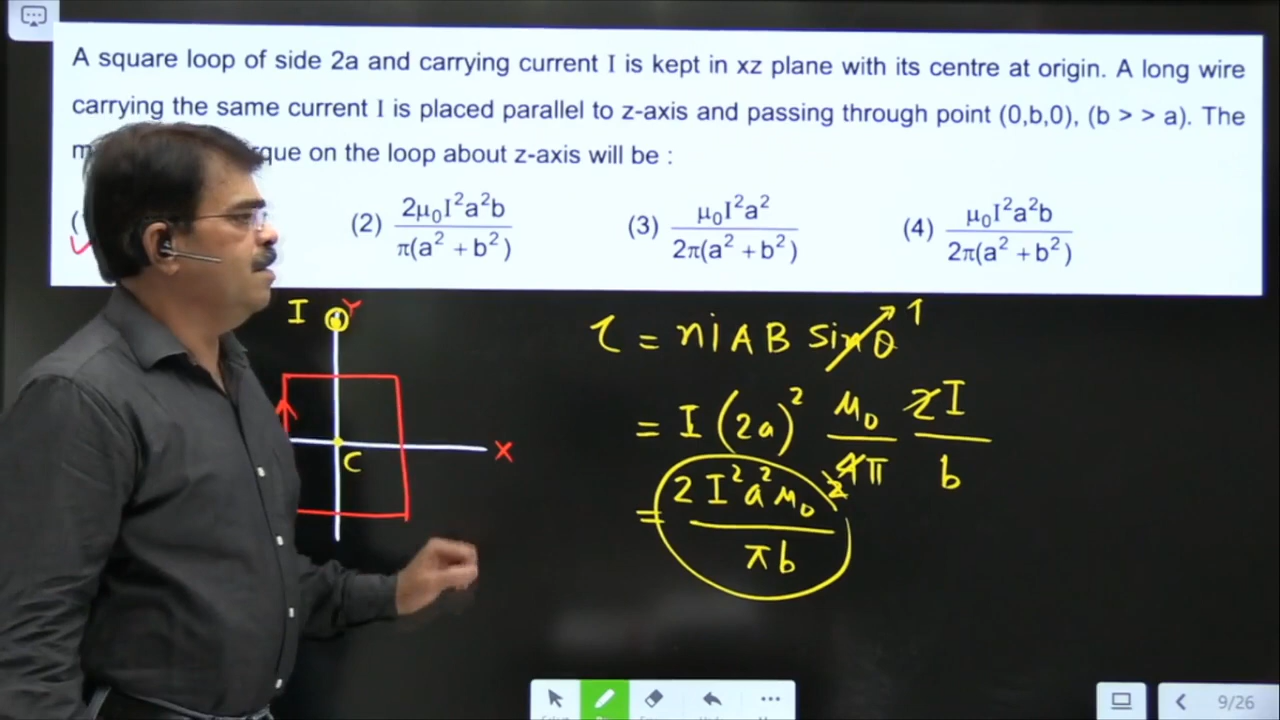 A square loop of side 2a and carrying current I is kept in xz plane with its centre at origin. A long wire
carrying the same current I is placed parallel to z-axis and passing through point (0,b,0), (b > > a). The
on the loop about z-axis will be :
(2) 2μ₀I²a²b / π(a² + b²) (3) μ₀I²a² / 2π(a² + b²) (4) μ₀I²a²b / 2π(a² + b²)
I Y
τ = niAB sinθ 1
= I (2a)² μ₀ / 4π 2I / b
2
= 2I²a²μ₀ / πb
C
X
9/26